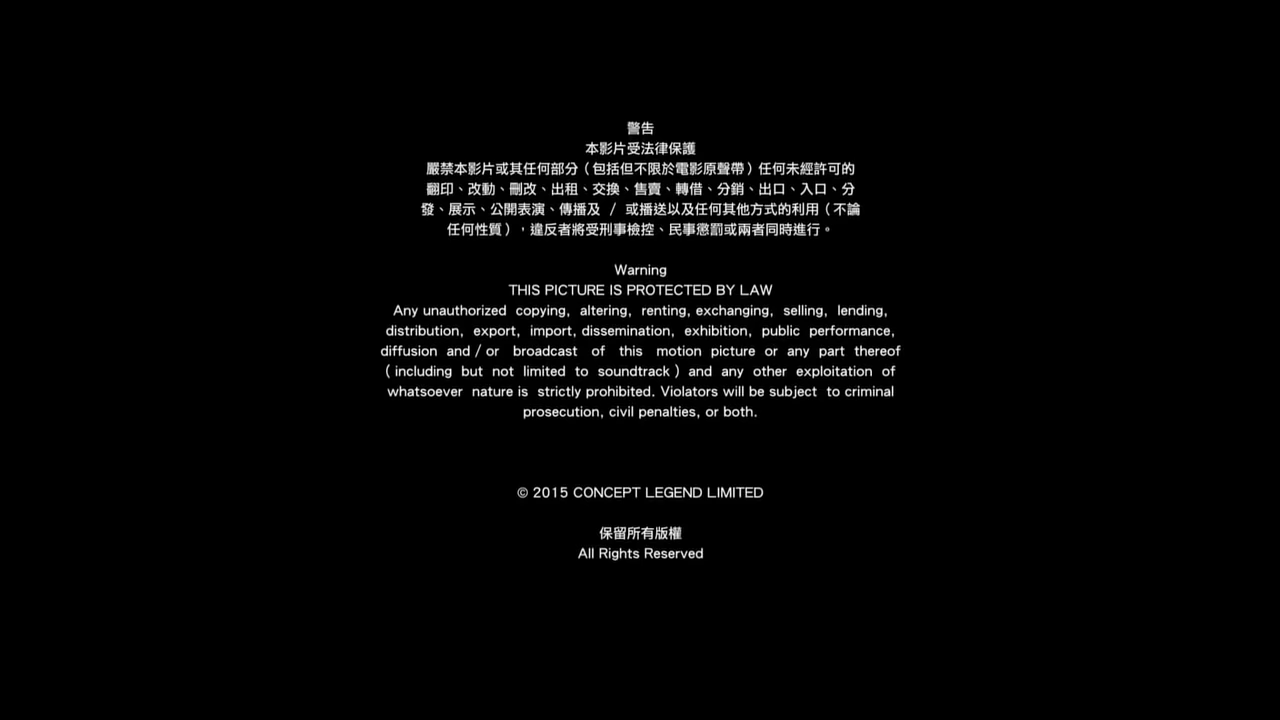 警告
本影片受法律保護
嚴禁本影片或其任何部分（包括但不限於電影原聲帶）任何未經許可的
翻印、改動、刪改、出租、交換、售賣、轉借、分銷、出口、入口、分
發、展示、公開表演、傳播及 / 或播送以及任何其他方式的利用（不論
任何性質），違反者將受刑事檢控、民事懲罰或兩者同時進行。
Warning
THIS PICTURE IS PROTECTED BY LAW
Any unauthorized copying, altering, renting, exchanging, selling, lending,
distribution, export, import, dissemination, exhibition, public performance,
diffusion and / or broadcast of this motion picture or any part thereof
( including but not limited to soundtrack ) and any other exploitation of
whatsoever nature is strictly prohibited. Violators will be subject to criminal
prosecution, civil penalties, or both.
© 2015 CONCEPT LEGEND LIMITED
保留所有版權
All Rights Reserved